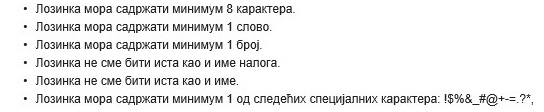 • Лозинка мора садржати минимум 8 карактера.
• Лозинка мора садржати минимум 1 слово.
• Лозинка мора садржати минимум 1 број.
• Лозинка не сме бити иста као и име налога.
• Лозинка не сме бити иста као и име.
• Лозинка мора садржати минимум 1 од следећих специјалних карактера: !$%&_#@+-=.?*,